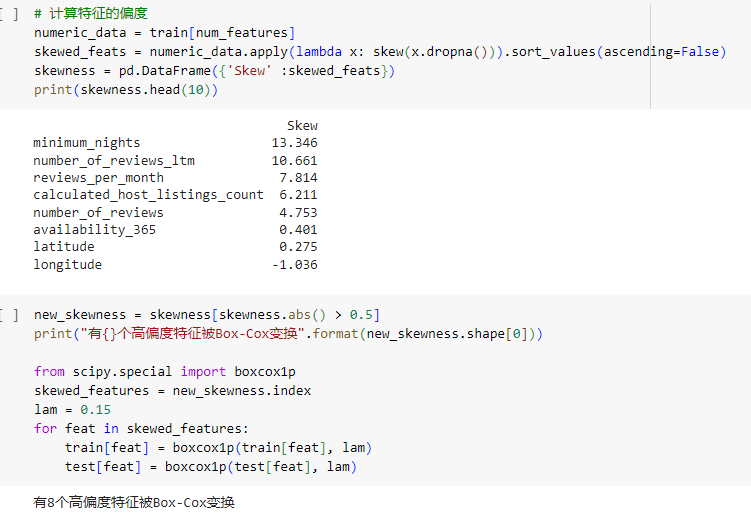 [ ] # 计算特征的偏度
numeric_data = train[num_features]
skewed_feats = numeric_data.apply(lambda x: skew(x.dropna())).sort_values(ascending=False)
skewness = pd.DataFrame({'Skew' :skewed_feats})
print(skewness.head(10))
Skew
minimum_nights 13.346
number_of_reviews_ltm 10.661
reviews_per_month 7.814
calculated_host_listings_count 6.211
number_of_reviews 4.753
availability_365 0.401
latitude 0.275
longitude -1.036
[ ] new_skewness = skewness[skewness.abs() > 0.5]
print("有{}个高偏度特征被Box-Cox变换".format(new_skewness.shape[0]))
from scipy.special import boxcox1p
skewed_features = new_skewness.index
lam = 0.15
for feat in skewed_features:
train[feat] = boxcox1p(train[feat], lam)
test[feat] = boxcox1p(test[feat], lam)
有8个高偏度特征被Box-Cox变换